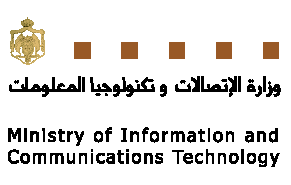 وزارة الإتصالات و تكنولوجيا المعلومات
Ministry of Information and
Communications Technology